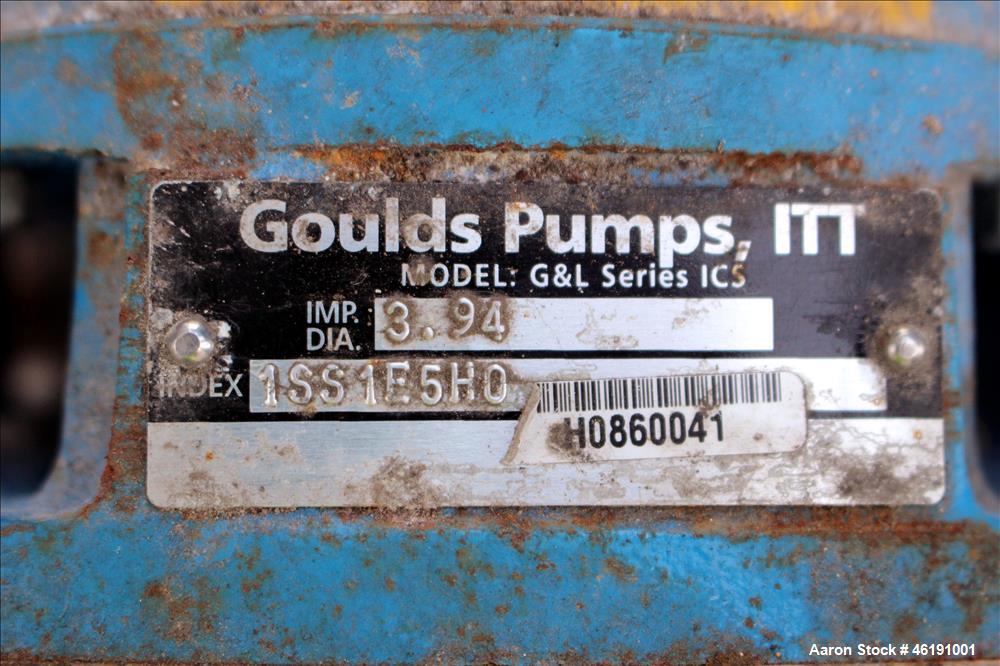 Goulds Pumps, ITT
MODEL: G&L Series ICS
IMP. DIA. 3.94
INDEX 1SS1E5H0
H0860041
Aaron Stock # 46191001